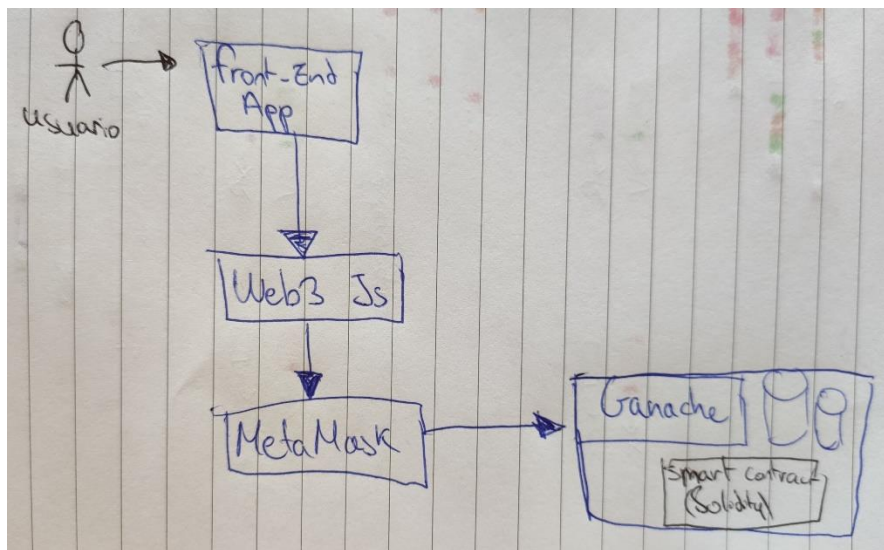 usuario
front-End
App
Web3 Js
MetaMask
Ganache
smart contract
(Solidity)